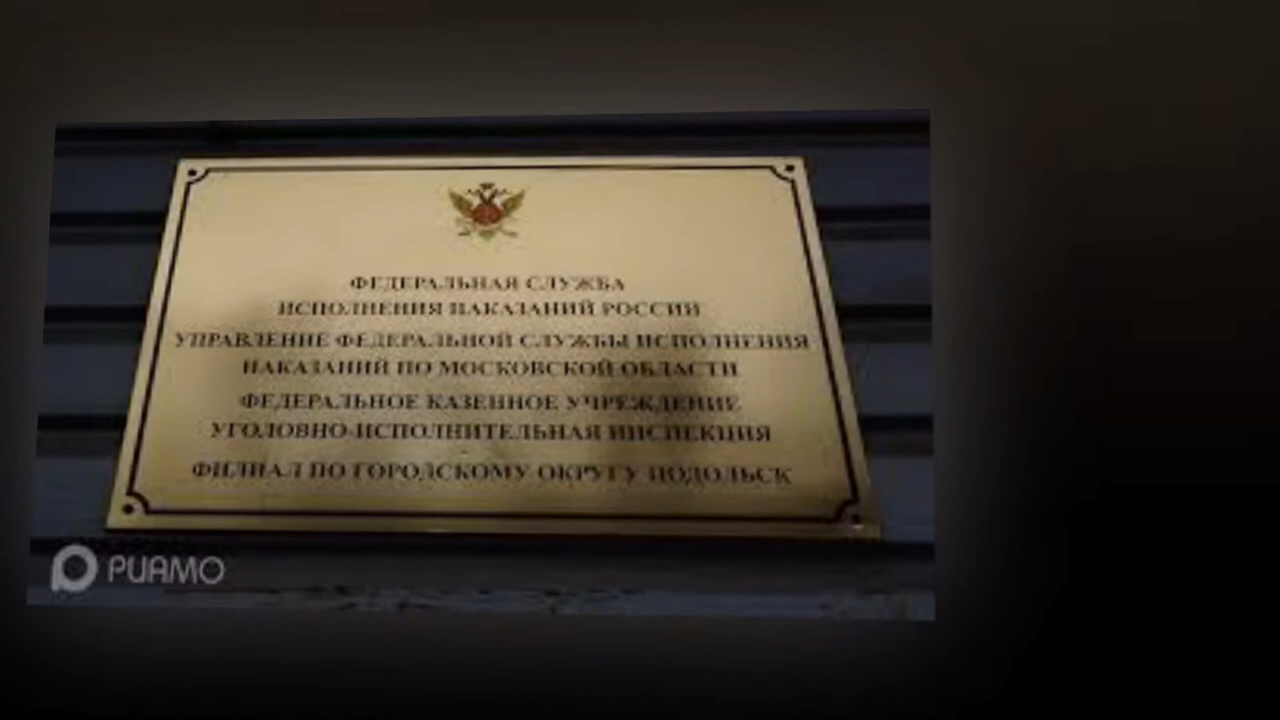 ФЕДЕРАЛЬНАЯ СЛУЖБА
ИСПОЛНЕНИЯ НАКАЗАНИЙ РОССИИ
УПРАВЛЕНИЕ ФЕДЕРАЛЬНОЙ СЛУЖБЫ ИСПОЛНЕНИЯ
НАКАЗАНИЙ ПО МОСКОВСКОЙ ОБЛАСТИ
ФЕДЕРАЛЬНОЕ КАЗЕННОЕ УЧРЕЖДЕНИЕ
УГОЛОВНО-ИСПОЛНИТЕЛЬНАЯ ИНСПЕКЦИЯ
ФИЛИАЛ ПО ГОРОДСКОМУ ОКРУГУ ПОДОЛЬСК
РИАМО